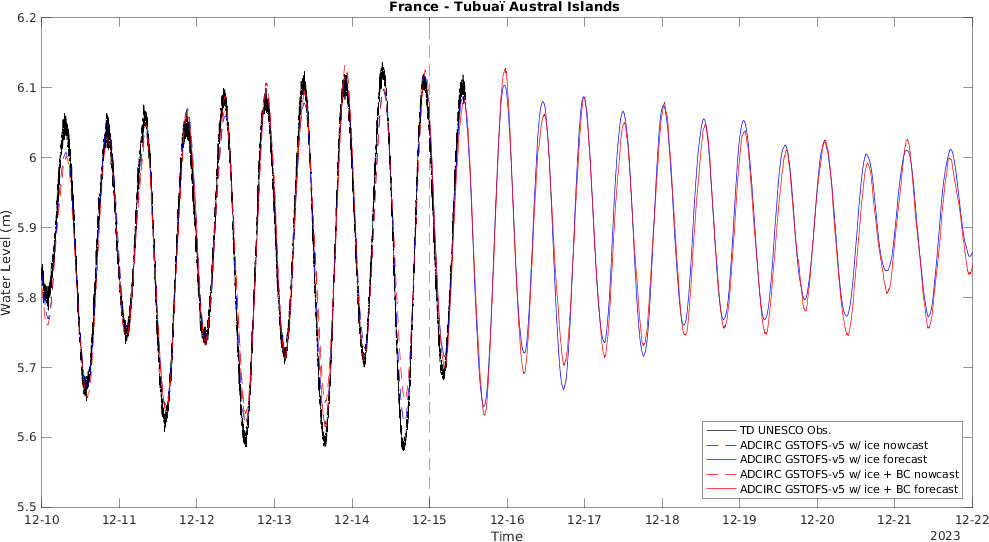 France - Tubuaï Austral Islands
6.2
6.1
6
5.9
5.8
5.7
5.6
5.5
Water Level (m)
TD UNESCO Obs.
ADCIRC GSTOFS-v5 w/ ice nowcast
ADCIRC GSTOFS-v5 w/ ice forecast
ADCIRC GSTOFS-v5 w/ ice + BC nowcast
ADCIRC GSTOFS-v5 w/ ice + BC forecast
12-10 12-11 12-12 12-13 12-14 12-15 12-16 12-17 12-18 12-19 12-20 12-21 12-22
Time
2023